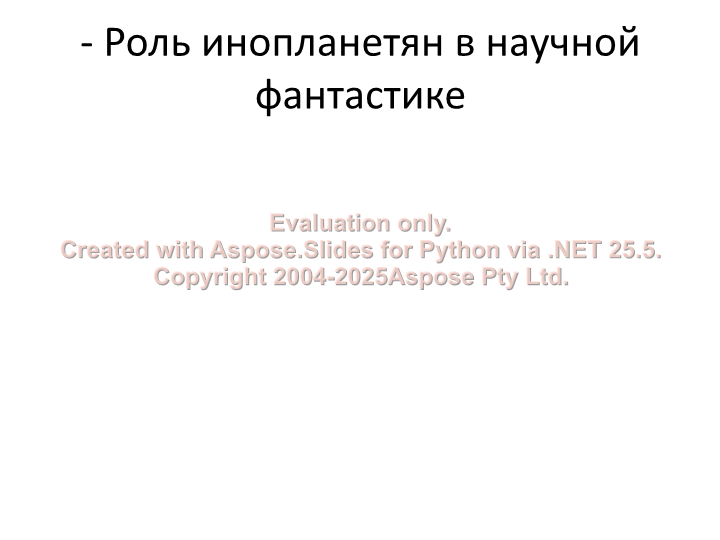 - Роль инопланетян в научной
фантастике
Evaluation only.
Created with Aspose.Slides for Python via .NET 25.5.
Copyright 2004-2025Aspose Pty Ltd.